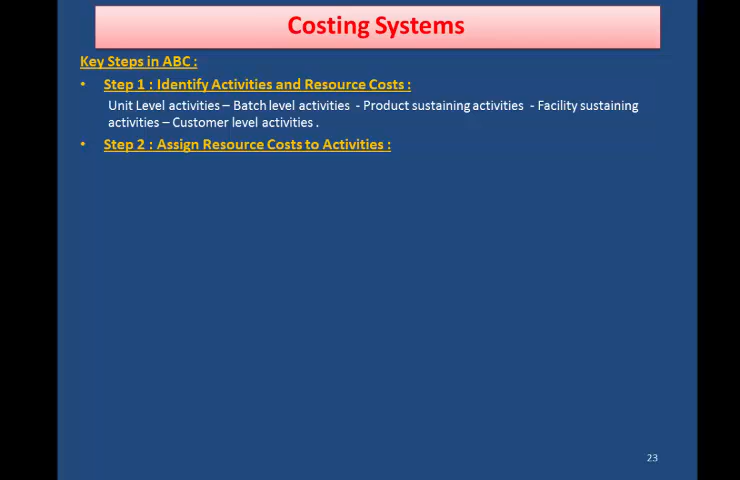 Costing Systems
Key Steps in ABC :
• Step 1 : Identify Activities and Resource Costs :
Unit Level activities – Batch level activities - Product sustaining activities - Facility sustaining
activities – Customer level activities .
• Step 2 : Assign Resource Costs to Activities :
23